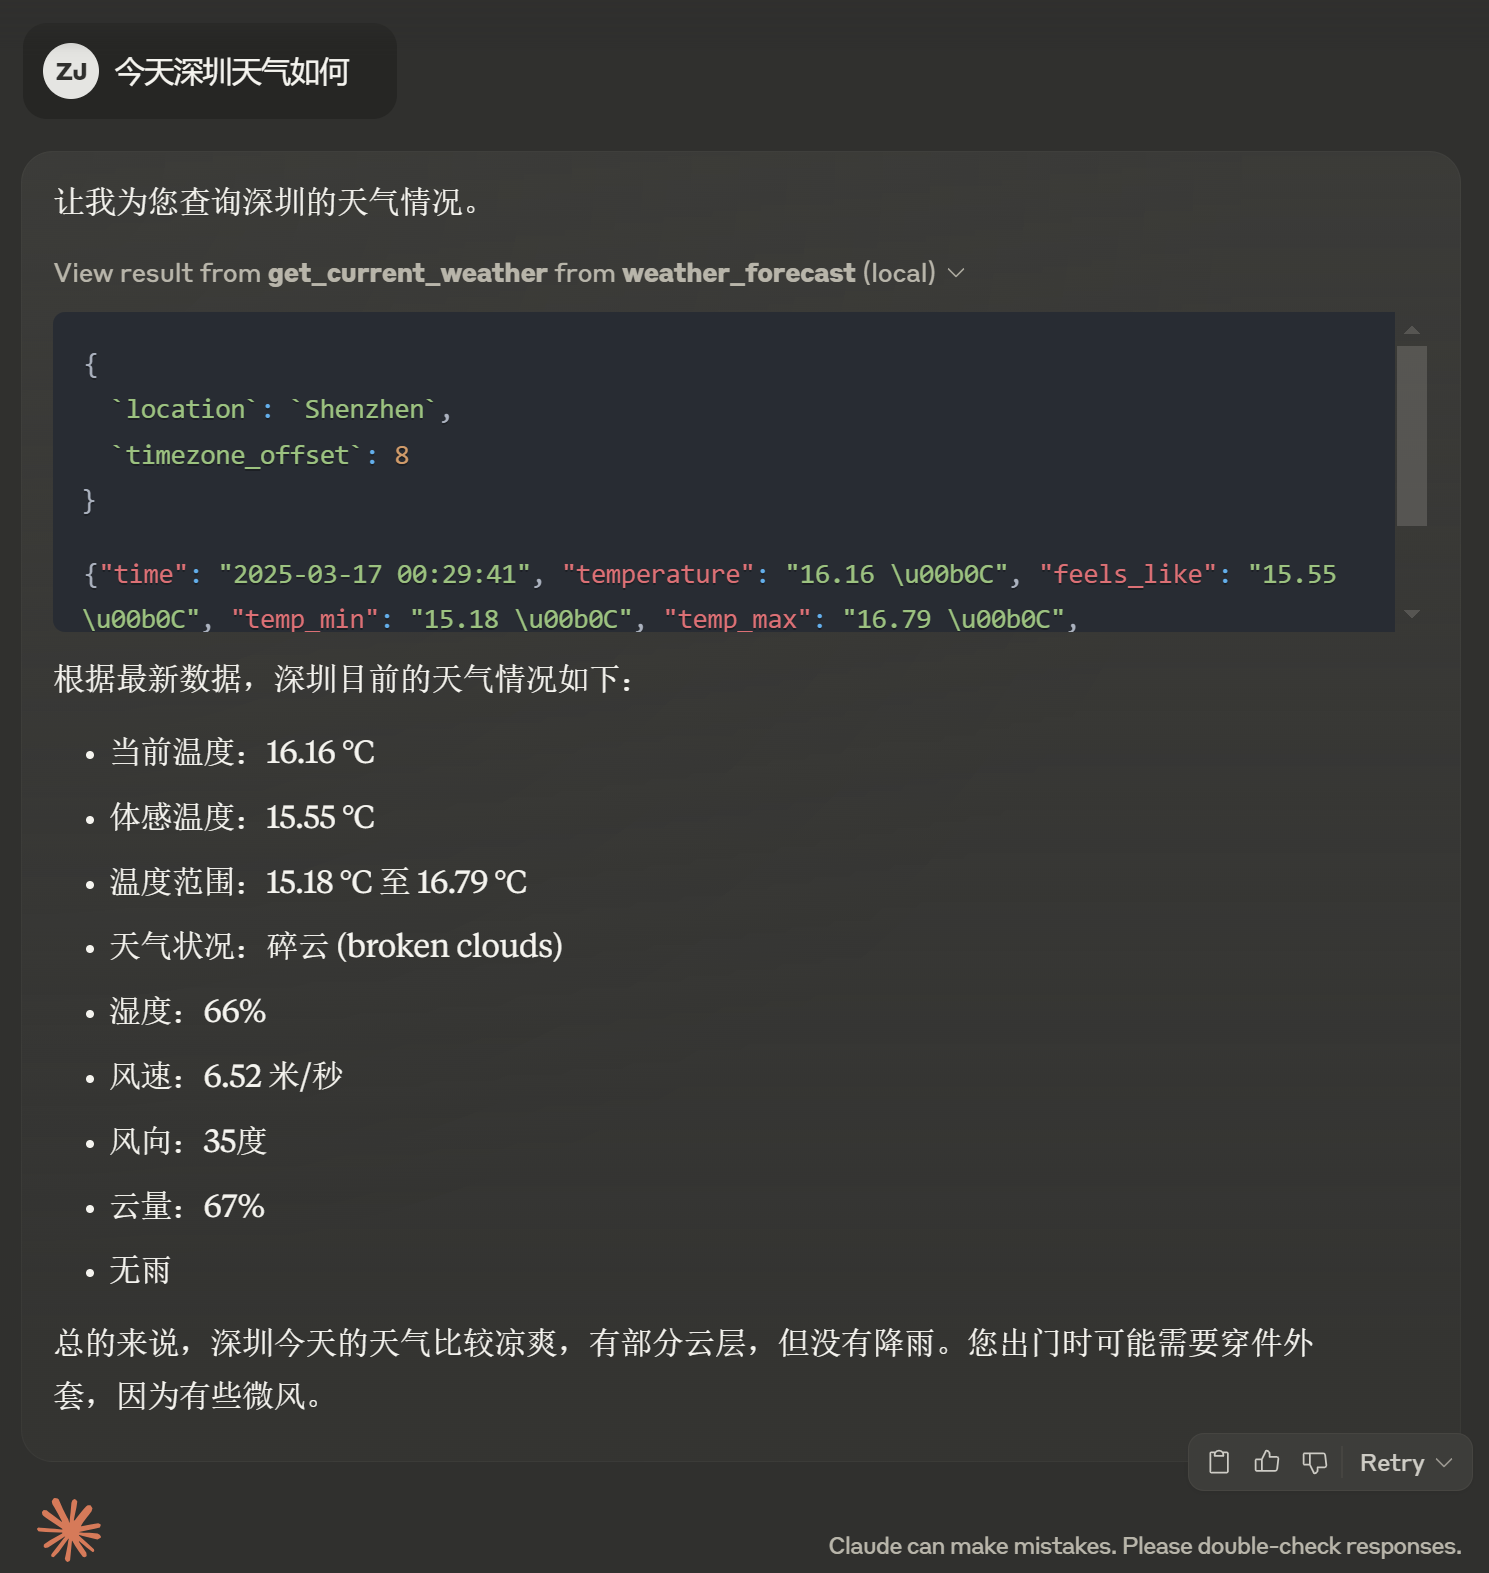 ZJ 今天深圳天气如何
让我为您查询深圳的天气情况。
View result from get_current_weather from weather_forecast (local)
{
  `location`: `Shenzhen`,
  `timezone_offset`: 8
}
{"time": "2025-03-17 00:29:41", "temperature": "16.16 \u00b0C", "feels_like": "15.55
\u00b0C", "temp_min": "15.18 \u00b0C", "temp_max": "16.79 \u00b0C",
根据最新数据，深圳目前的天气情况如下：
• 当前温度：16.16 °C
• 体感温度：15.55 °C
• 温度范围：15.18 °C 至 16.79 °C
• 天气状况：碎云 (broken clouds)
• 湿度：66%
• 风速：6.52 米/秒
• 风向：35度
• 云量：67%
• 无雨
总的来说，深圳今天的天气比较凉爽，有部分云层，但没有降雨。您出门时可能需要穿件外
套，因为有些微风。
Retry
Claude can make mistakes. Please double-check responses.